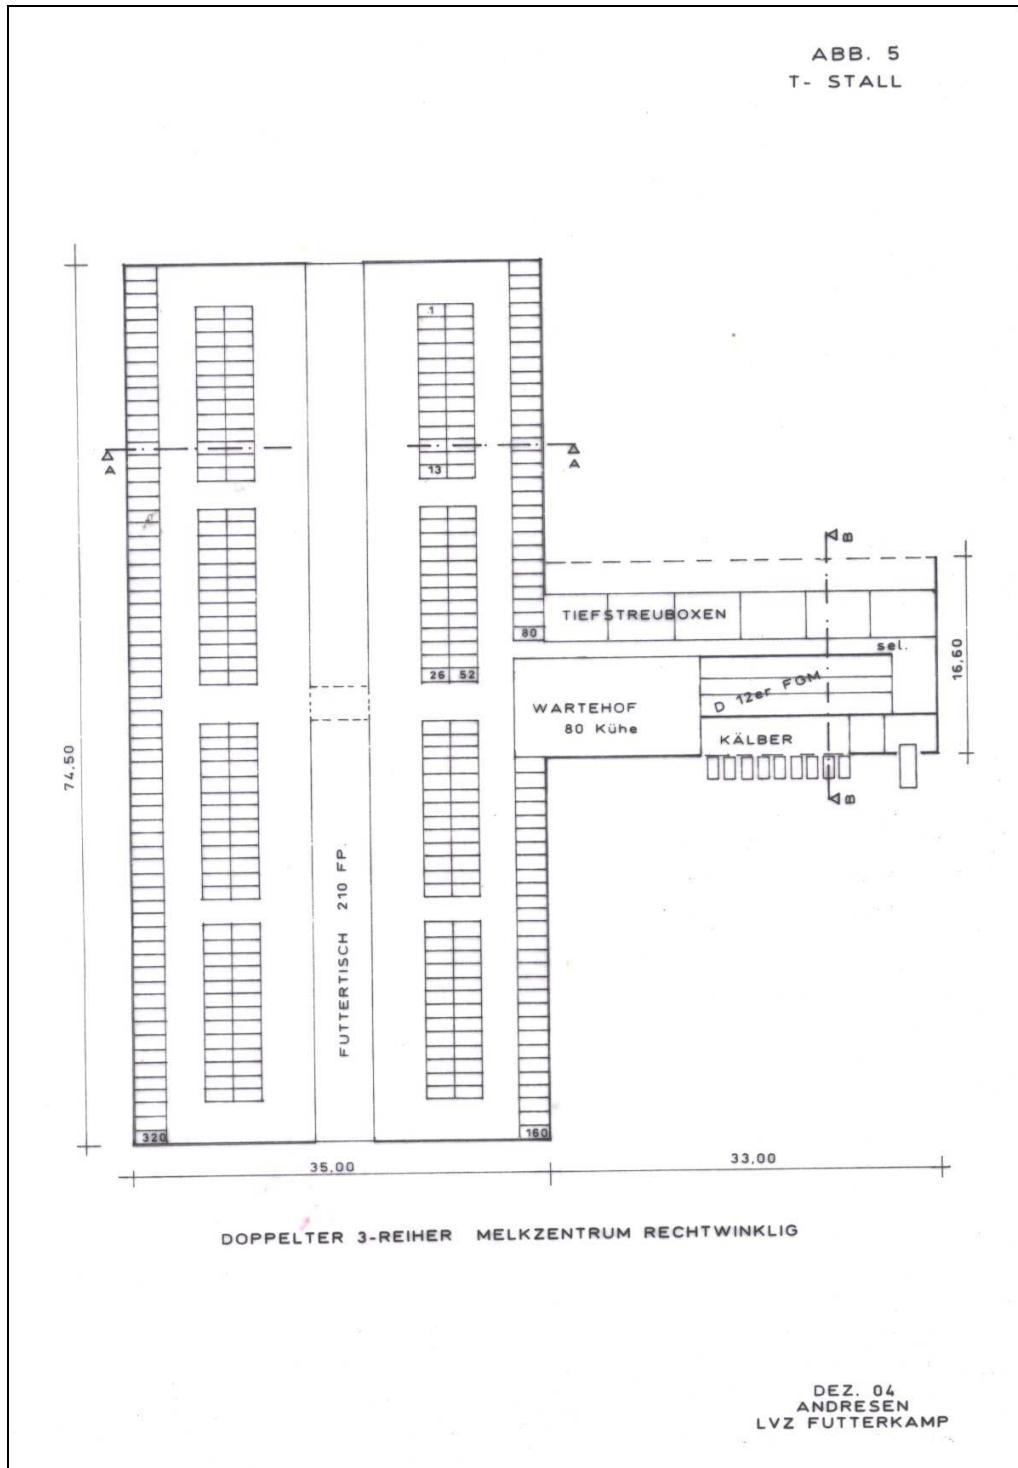 ABB. 5
T- STALL
1
A
A
13
B
TIEFSTREUBOXEN
80
sel.
26 52
D 12er FGM
WARTEHOF
80 Kühe
KÄLBER
16,60
B
74,50
FUTTERTISCH 210 FP.
320
160
35,00
33,00
DOPPELTER 3-REIHER MELKZENTRUM RECHTWINKLIG
DEZ. 04
ANDRESEN
LVZ FUTTERKAMP